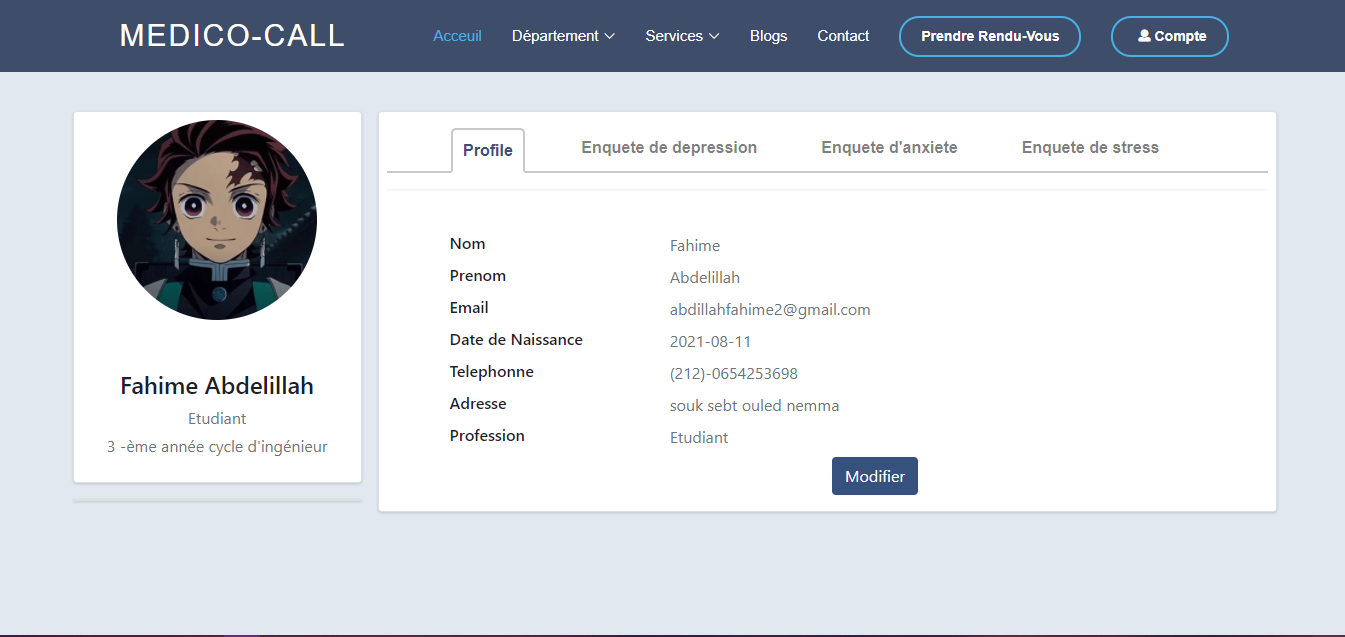 MEDICO-CALL Acceuil Département Services Blogs Contact Prendre Rendu-Vous Compte
Fahime Abdelillah
Etudiant
3 -ème année cycle d'ingénieur
Profile Enquete de depression Enquete d'anxiete Enquete de stress
Nom Fahime
Prenom Abdelillah
Email abdillahfahime2@gmail.com
Date de Naissance 2021-08-11
Telephonne (212)-0654253698
Adresse souk sebt ouled nemma
Profession Etudiant
Modifier